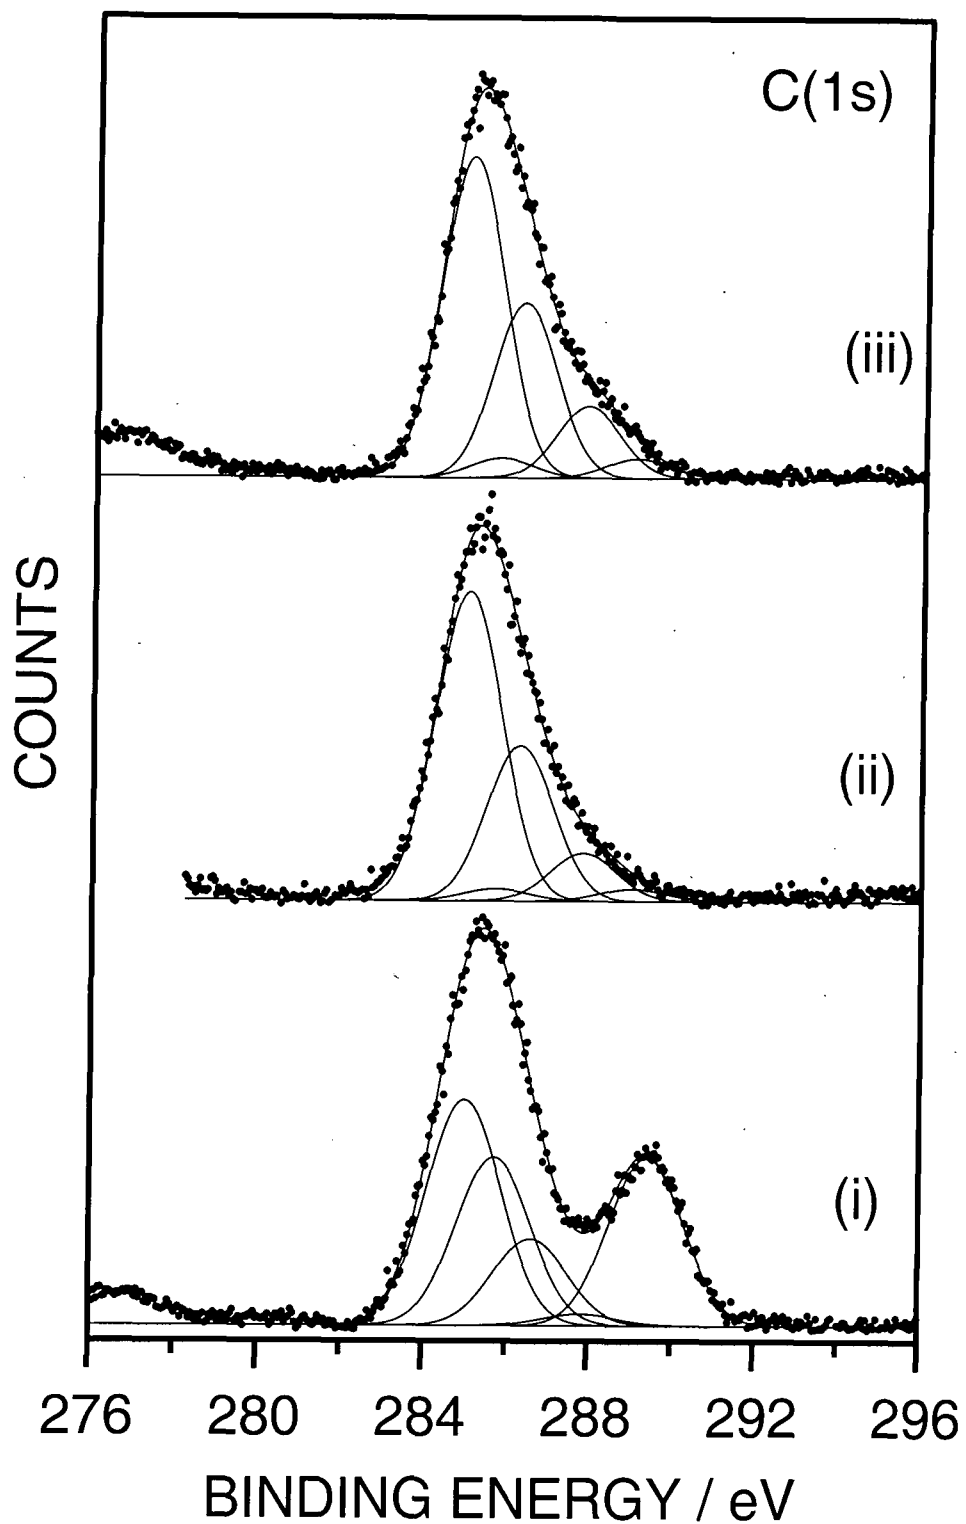 C(1s)
(iii)
COUNTS
(ii)
(i)
276 280 284 288 292 296
BINDING ENERGY / eV